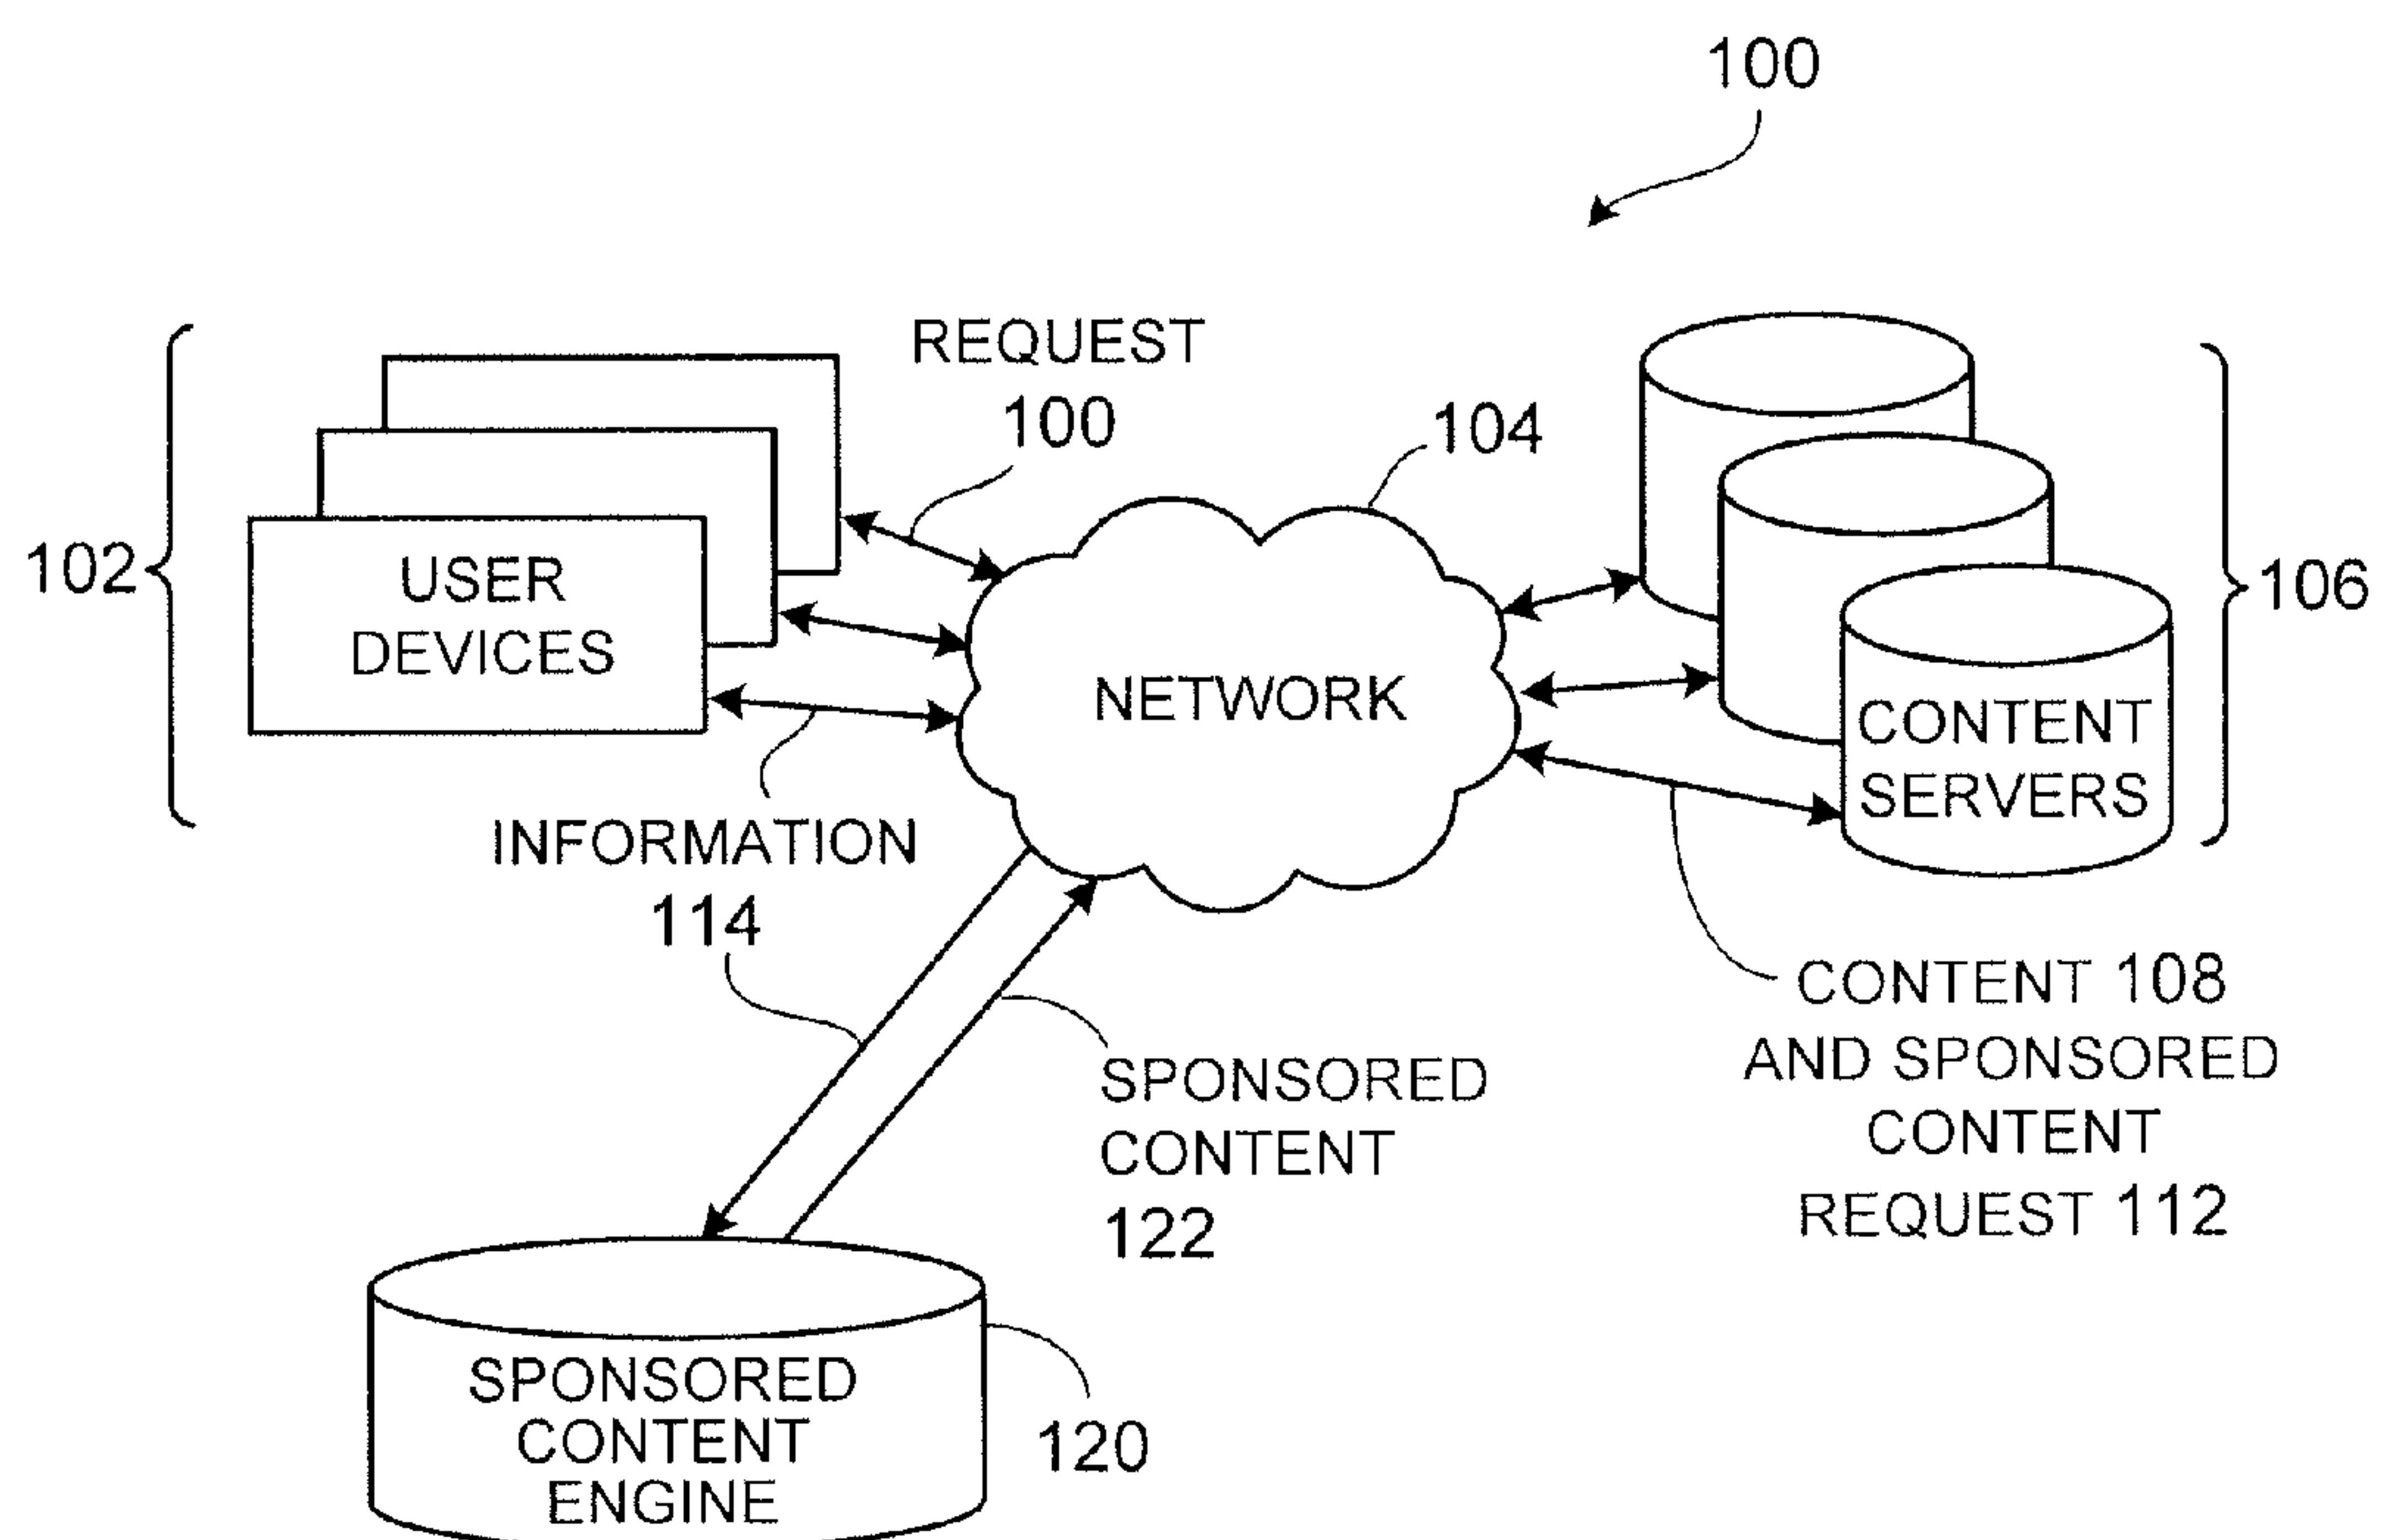 100
REQUEST
100
104
102
USER
DEVICES
NETWORK
106
CONTENT
SERVERS
INFORMATION
114
CONTENT 108
AND SPONSORED
CONTENT
REQUEST 112
SPONSORED
CONTENT
122
SPONSORED
CONTENT
ENGINE
120